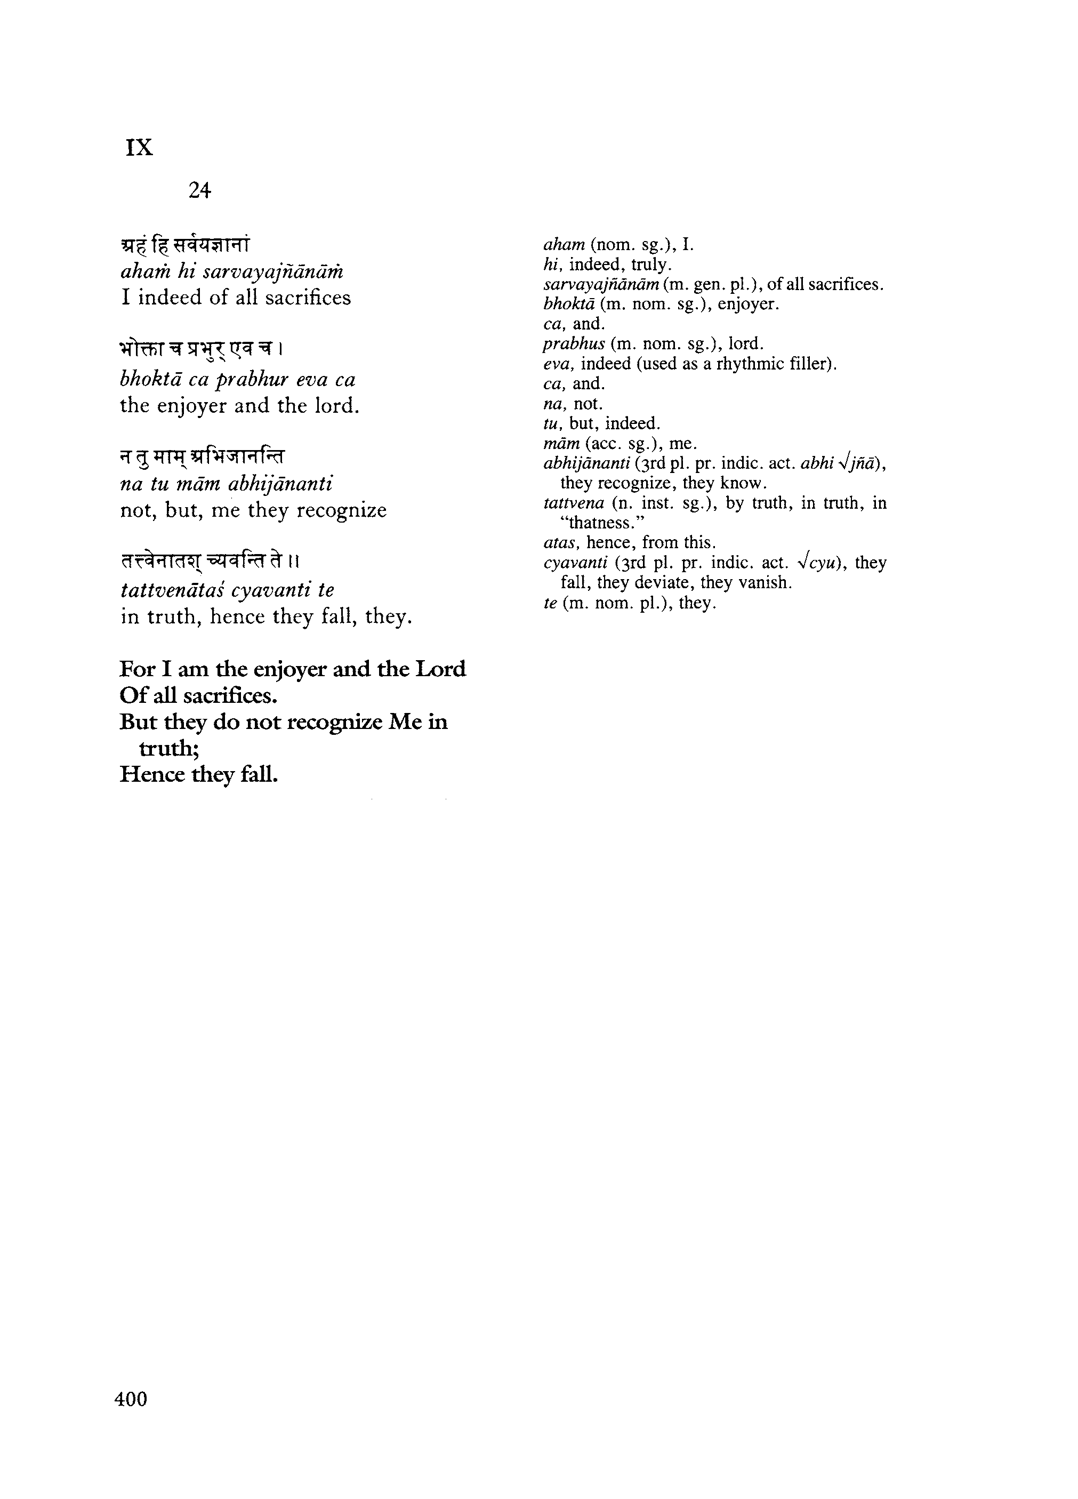 IX
24
अहं हि सर्वयज्ञानां
ahaṁ hi sarvayajñānāṁ
I indeed of all sacrifices
भोक्ता च प्रभुर् एव च ।
bhoktā ca prabhur eva ca
the enjoyer and the lord.
न तु माम् अभिजानन्ति
na tu mām abhijānanti
not, but, me they recognize
तत्त्वेनातश् च्यवन्ति ते ॥
tattvenātaś cyavanti te
in truth, hence they fall, they.
For I am the enjoyer and the Lord
Of all sacrifices.
But they do not recognize Me in
truth;
Hence they fall.
aham (nom. sg.), I.
hi, indeed, truly.
sarvayajñānām (m. gen. pl.), of all sacrifices.
bhoktā (m. nom. sg.), enjoyer.
ca, and.
prabhus (m. nom. sg.), lord.
eva, indeed (used as a rhythmic filler).
ca, and.
na, not.
tu, but, indeed.
mām (acc. sg.), me.
abhijānanti (3rd pl. pr. indic. act. abhi √jñā),
they recognize, they know.
tattvena (n. inst. sg.), by truth, in truth, in
“thatness.”
atas, hence, from this.
cyavanti (3rd pl. pr. indic. act. √cyu), they
fall, they deviate, they vanish.
te (m. nom. pl.), they.
400